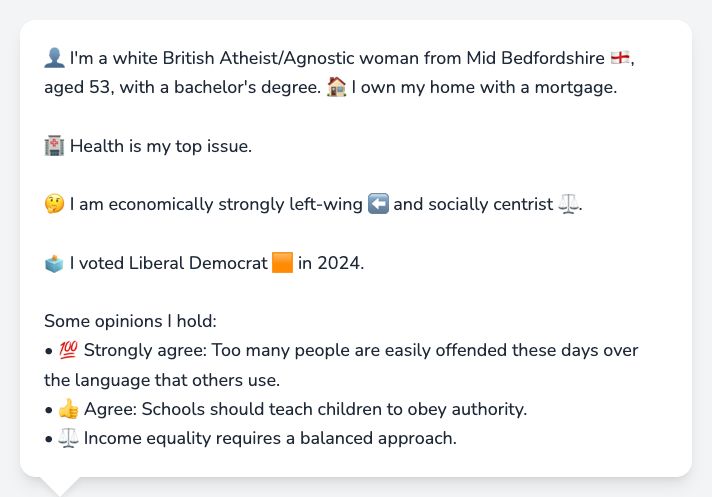 👤 I'm a white British Atheist/Agnostic woman from Mid Bedfordshire 🏴󠁧󠁢󠁥󠁮󠁧󠁿,
aged 53, with a bachelor's degree. 🏠 I own my home with a mortgage.
🏥 Health is my top issue.
🤔 I am economically strongly left-wing ⬅️ and socially centrist ⚖️.
🗳️ I voted Liberal Democrat 🟧 in 2024.
Some opinions I hold:
• 💯 Strongly agree: Too many people are easily offended these days over
the language that others use.
• 👍 Agree: Schools should teach children to obey authority.
• ⚖️ Income equality requires a balanced approach.